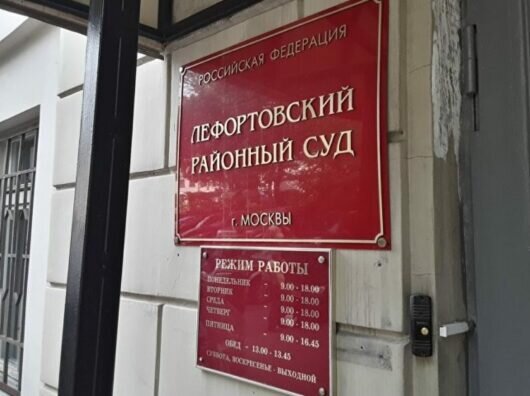 РОССИЙСКАЯ ФЕДЕРАЦИЯ
ЛЕФОРТОВСКИЙ
РАЙОННЫЙ СУД
г. МОСКВЫ
РЕЖИМ РАБОТЫ
ПОНЕДЕЛЬНИК - 9.00 - 18.00
ВТОРНИК - 9.00 - 18.00
СРЕДА - 9.00 - 18.00
ЧЕТВЕРГ - 9.00 - 18.00
ПЯТНИЦА - 9.00 - 16.45
ОБЕД - 13.00 - 13.45
СУББОТА, ВОСКРЕСЕНЬЕ - ВЫХОДНОЙ